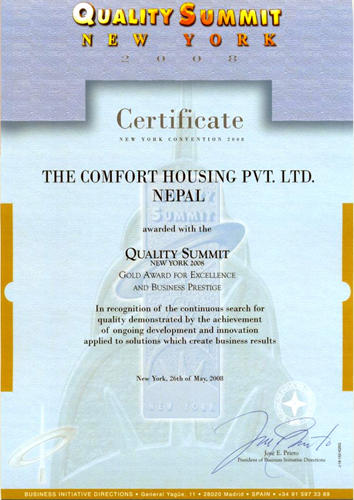 QUALITY SUMMIT
NEW YORK
2008
Certificate
NEW YORK CONVENTION 2008
THE COMFORT HOUSING PVT. LTD.
NEPAL
awarded with the
QUALITY SUMMIT
NEW YORK 2008
GOLD AWARD FOR EXCELLENCE
AND BUSINESS PRESTIGE
In recognition of the continuous search for
quality demonstrated by the achievement
of ongoing development and innovation
applied to solutions which create business results
New York, 26th of May, 2008
Jose E. Prieto
President of Business Initiative Directions
BUSINESS INITIATIVE DIRECTIONS • General Yagüe, 11 • 28020 Madrid • SPAIN • +34 91 597 33 69